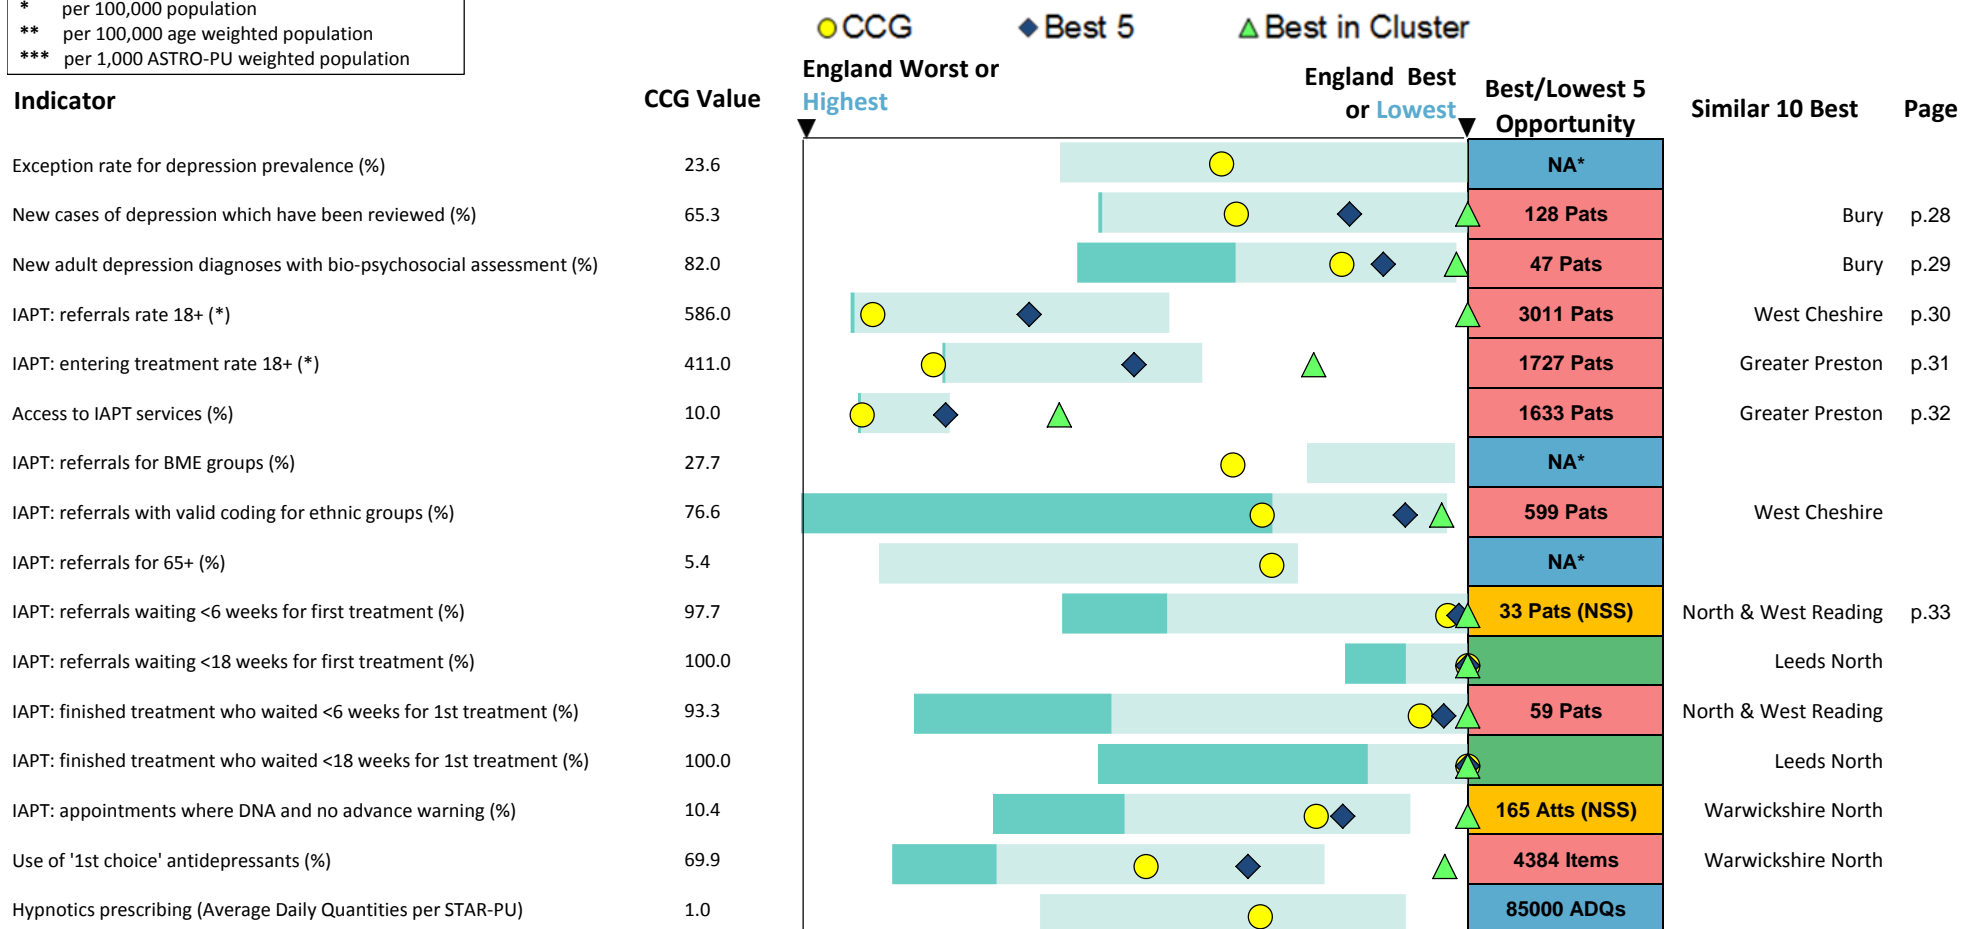 * per 100,000 population
** per 100,000 age weighted population
*** per 1,000 ASTRO-PU weighted population
CCG Best 5 Best in Cluster
Indicator CCG Value England Worst or Highest England Best or Lowest Best/Lowest 5 Opportunity Similar 10 Best Page
Exception rate for depression prevalence (%) 23.6 NA*
New cases of depression which have been reviewed (%) 65.3 128 Pats Bury p.28
New adult depression diagnoses with bio-psychosocial assessment (%) 82.0 47 Pats Bury p.29
IAPT: referrals rate 18+ (*) 586.0 3011 Pats West Cheshire p.30
IAPT: entering treatment rate 18+ (*) 411.0 1727 Pats Greater Preston p.31
Access to IAPT services (%) 10.0 1633 Pats Greater Preston p.32
IAPT: referrals for BME groups (%) 27.7 NA*
IAPT: referrals with valid coding for ethnic groups (%) 76.6 599 Pats West Cheshire
IAPT: referrals for 65+ (%) 5.4 NA*
IAPT: referrals waiting <6 weeks for first treatment (%) 97.7 33 Pats (NSS) North & West Reading p.33
IAPT: referrals waiting <18 weeks for first treatment (%) 100.0 Leeds North
IAPT: finished treatment who waited <6 weeks for 1st treatment (%) 93.3 59 Pats North & West Reading
IAPT: finished treatment who waited <18 weeks for 1st treatment (%) 100.0 Leeds North
IAPT: appointments where DNA and no advance warning (%) 10.4 165 Atts (NSS) Warwickshire North
Use of '1st choice' antidepressants (%) 69.9 4384 Items Warwickshire North
Hypnotics prescribing (Average Daily Quantities per STAR-PU) 1.0 85000 ADQs